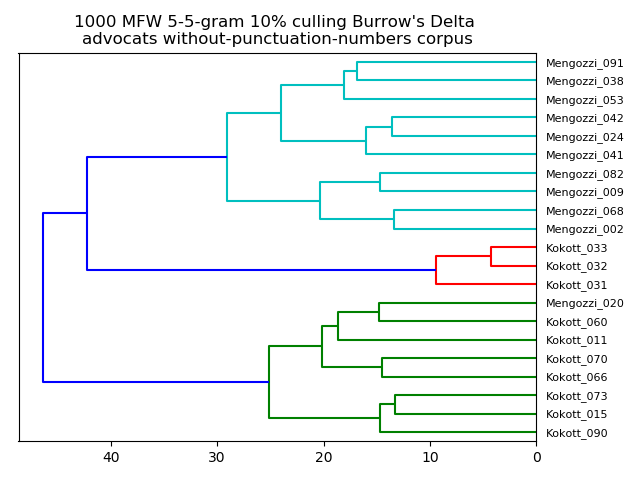 1000 MFW 5-5-gram 10% culling Burrow's Delta
advocats without-punctuation-numbers corpus
Mengozzi_091
Mengozzi_038
Mengozzi_053
Mengozzi_042
Mengozzi_024
Mengozzi_041
Mengozzi_082
Mengozzi_009
Mengozzi_068
Mengozzi_002
Kokott_033
Kokott_032
Kokott_031
Mengozzi_020
Kokott_060
Kokott_011
Kokott_070
Kokott_066
Kokott_073
Kokott_015
Kokott_090
40 30 20 10 0